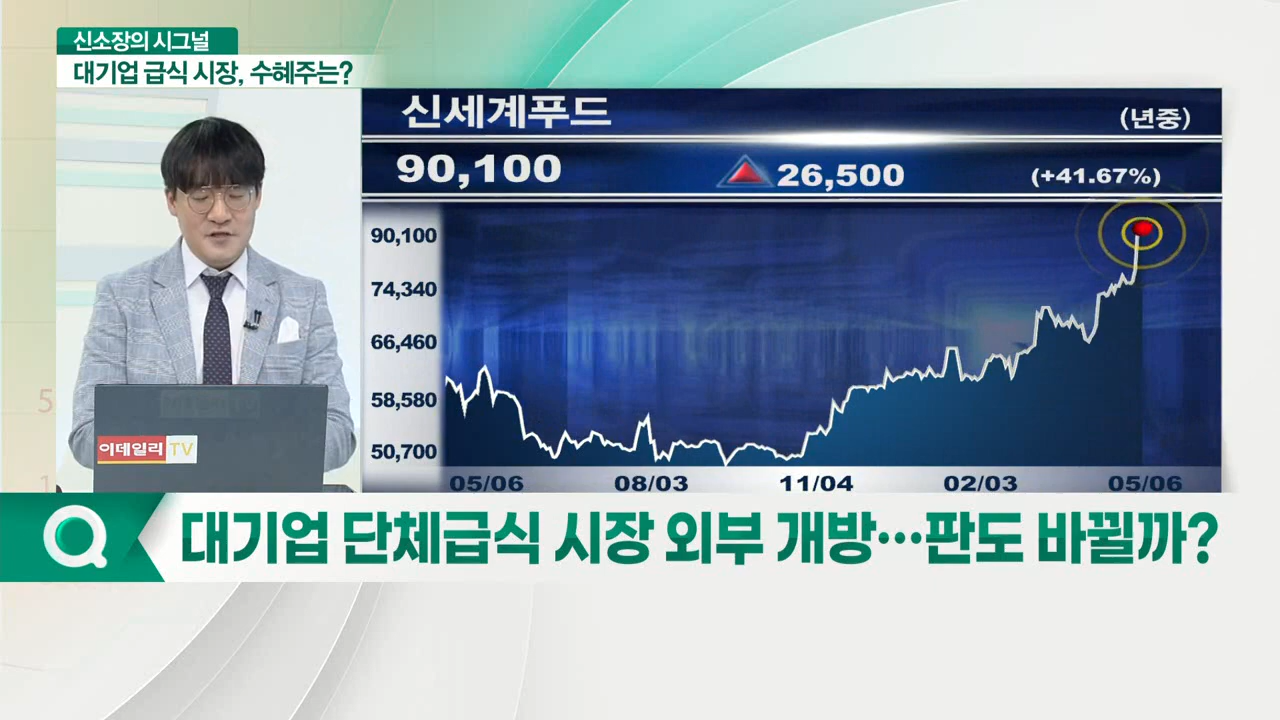 신소장의 시그널
대기업 급식 시장, 수혜주는?
신세계푸드
(년중)
90,100
26,500
(+41.67%)
90,100
74,340
66,460
58,580
50,700
05/06
08/03
11/04
02/03
05/06
이데일리 TV
5
1
대기업 단체급식 시장 외부 개방…판도 바뀔까?